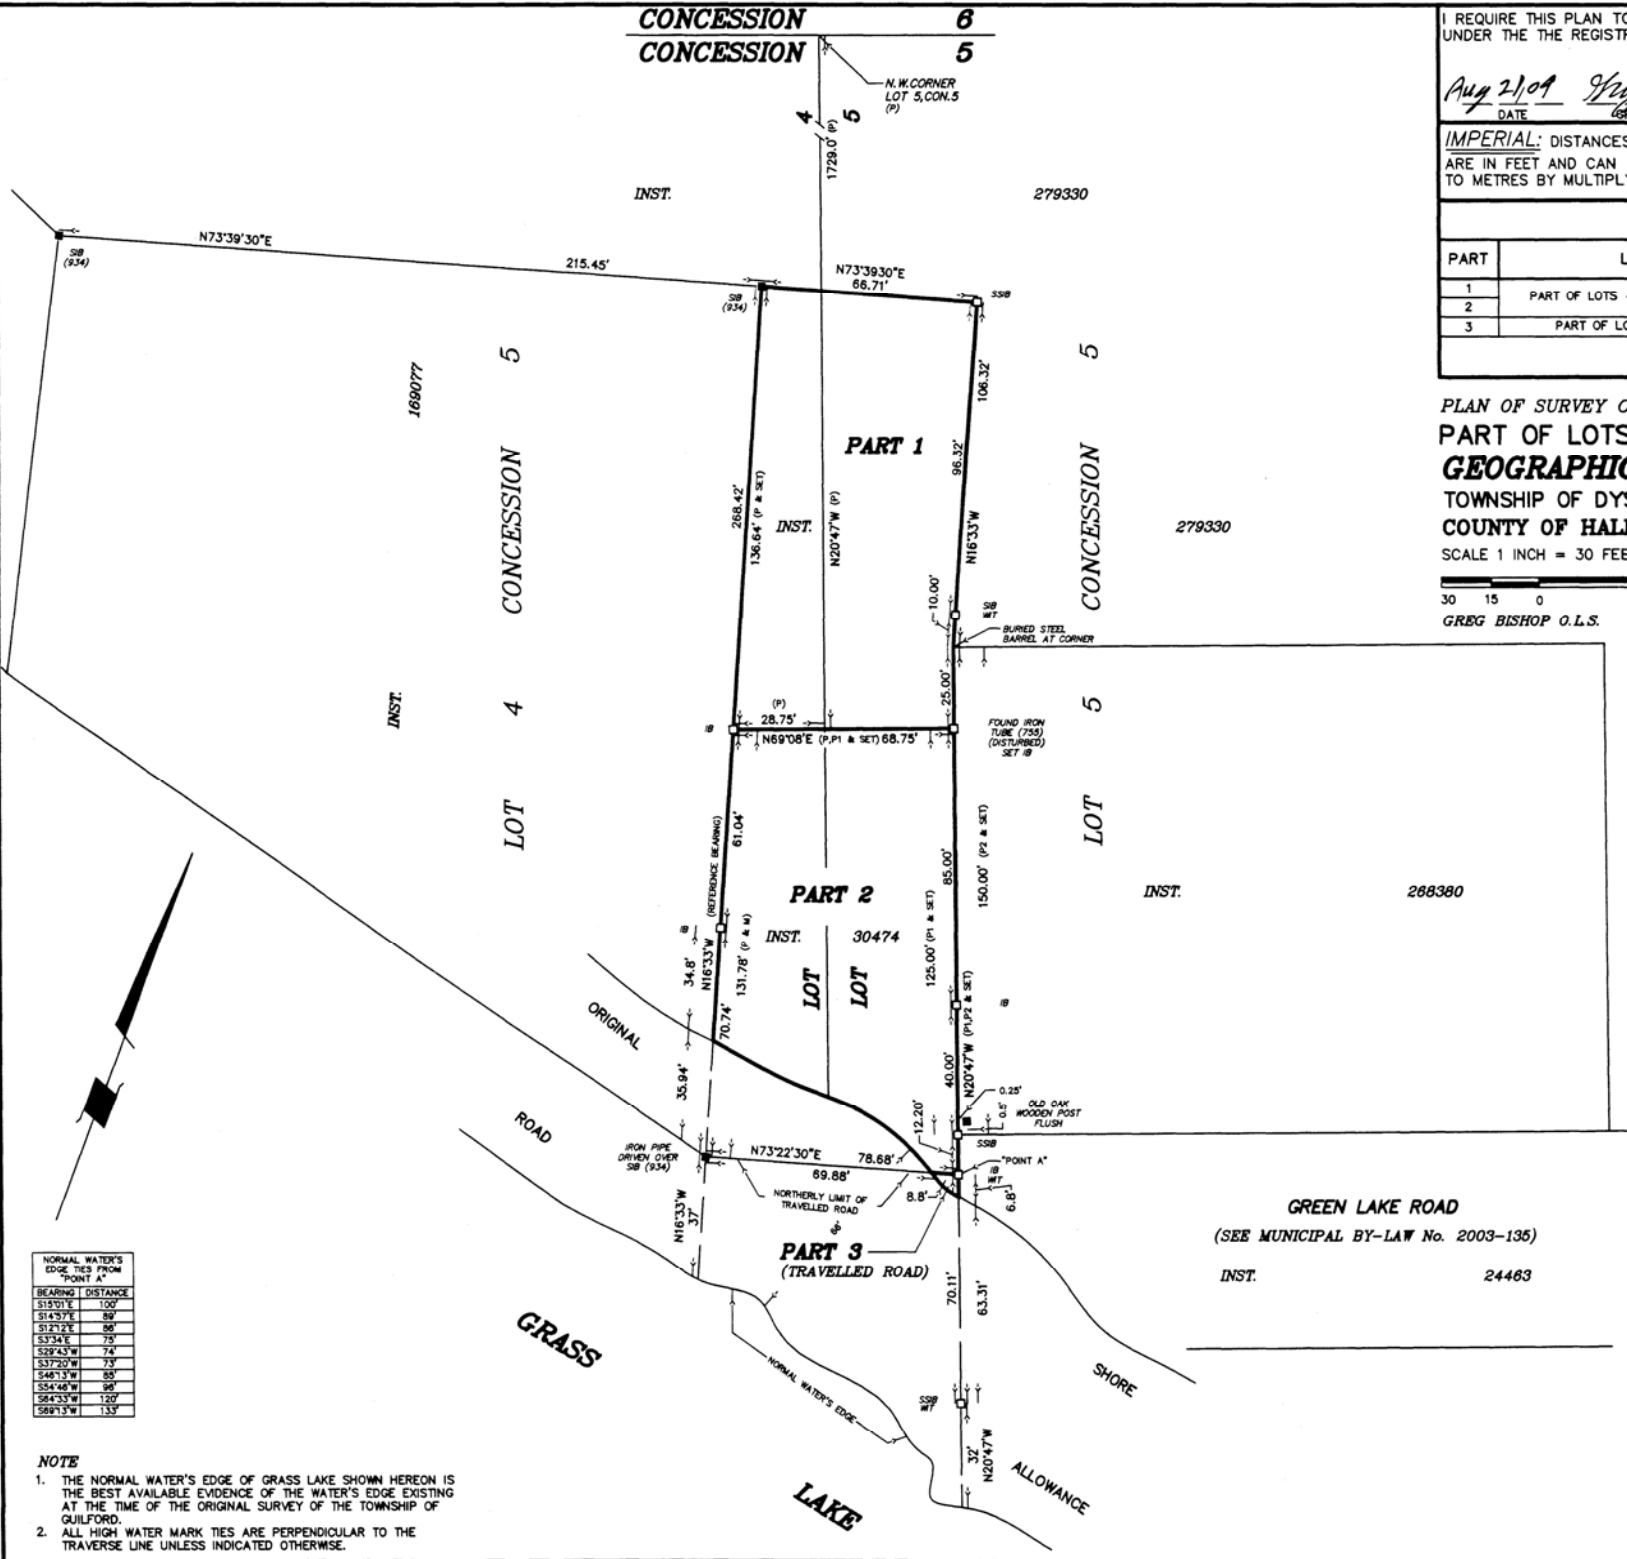 CONCESSION 6
CONCESSION 5
N.W.CORNER
LOT 5,CON.5
(P)
4 5
1729.0' (P)
INST. 279330
N73°39'30"E
215.45'
SIB
(934)
SIB
(934)
N73°3930"E
66.71'
SSIB
169077
INST.
LOT 4 CONCESSION 5
268.42'
136.64' (P & SET)
PART 1
INST.
N20°47'W (P)
106.32'
96.32'
N16°33'W
10.00'
SIB
WIT
BURIED STEEL
BARREL AT CORNER
25.00'
LOT 5 CONCESSION 5
279330
(P)
28.75'
N69°08'E (P,P1 & SET) 68.75'
IB
FOUND IRON
TUBE (755)
(DISTURBED)
SET IB
61.04'
(REFERENCE BEARING)
N16°33'W
131.78' (P & M)
IB
34.8'
70.74'
35.94'
PART 2
INST. 30474
LOT LOT
85.00'
125.00' (P1 & SET)
150.00' (P2 & SET)
IB
40.00'
N20°47'W (P1,P2 & SET)
INST. 268380
0.25'
0.5'
OLD OAK
WOODEN POST
FLUSH
SSIB
12.20'
"POINT A"
IB
WIT
6.8'
8.8'
ORIGINAL
ROAD
IRON PIPE
DRIVEN OVER
SIB (934)
N73°22'30"E 78.68'
69.88'
NORTHERLY LIMIT OF
TRAVELLED ROAD
66'
N16°33'W
37'
PART 3
(TRAVELLED ROAD)
70.11'
63.31'
GREEN LAKE ROAD
(SEE MUNICIPAL BY-LAW No. 2003-135)
INST. 24463
GRASS
LAKE
NORMAL WATER'S EDGE
SSIB
WIT
32'
N20°47'W
SHORE
ALLOWANCE
NORMAL WATER'S
EDGE TIES FROM
"POINT A"
BEARING DISTANCE
S15°01'E 100'
S14°57'E 89'
S12°12'E 86'
S3°34'E 75'
S29°43'W 74'
S37°20'W 73'
S46°13'W 85'
S54°46'W 96'
S64°33'W 120'
S69°13'W 133'
NOTE
1. THE NORMAL WATER'S EDGE OF GRASS LAKE SHOWN HEREON IS
THE BEST AVAILABLE EVIDENCE OF THE WATER'S EDGE EXISTING
AT THE TIME OF THE ORIGINAL SURVEY OF THE TOWNSHIP OF
GUILFORD.
2. ALL HIGH WATER MARK TIES ARE PERPENDICULAR TO THE
TRAVERSE LINE UNLESS INDICATED OTHERWISE.
I REQUIRE THIS PLAN TO
UNDER THE THE REGISTR
Aug 21,04
DATE
IMPERIAL: DISTANCES
ARE IN FEET AND CAN
TO METRES BY MULTIPLY
PART L
1
PART OF LOTS
2
3 PART OF LO
PLAN OF SURVEY O
PART OF LOTS
GEOGRAPHIC
TOWNSHIP OF DYS
COUNTY OF HALI
SCALE 1 INCH = 30 FEE
30 15 0
GREG BISHOP O.L.S.